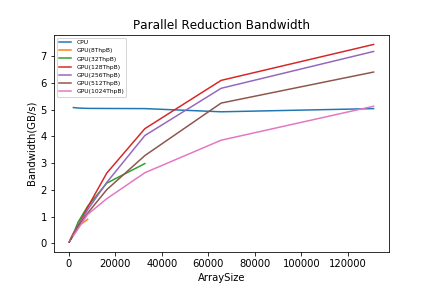 Parallel Reduction Bandwidth
CPU
GPU(8ThpB)
GPU(32ThpB)
GPU(128ThpB)
GPU(256ThpB)
GPU(512ThpB)
GPU(1024ThpB)
7
6
5
4
3
2
1
0
Bandwidth(GB/s)
0 20000 40000 60000 80000 100000 120000
ArraySize